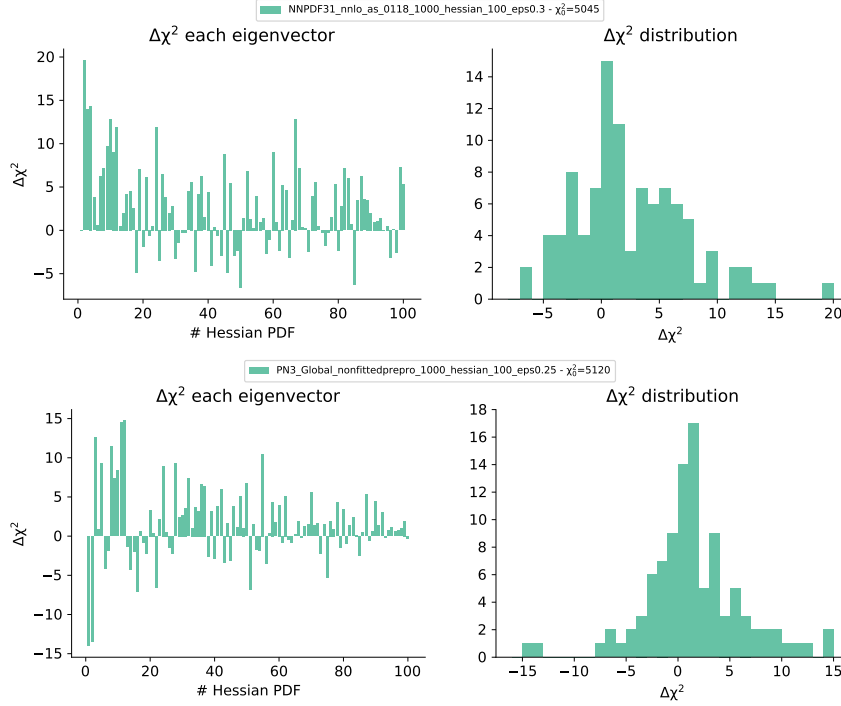 NNPDF31_nnlo_as_0118_1000_hessian_100_eps0.3 - χ₀²=5045
Δχ² each eigenvector
Δχ² distribution
20
15
10
5
0
−5
Δχ²
0 20 40 60 80 100
# Hessian PDF
14
12
10
8
6
4
2
0
−5 0 5 10 15 20
Δχ²
PN3_Global_nonfittedprepro_1000_hessian_100_eps0.25 - χ₀²=5120
Δχ² each eigenvector
Δχ² distribution
15
10
5
0
−5
−10
−15
Δχ²
0 20 40 60 80 100
# Hessian PDF
18
16
14
12
10
8
6
4
2
0
−15 −10 −5 0 5 10 15
Δχ²